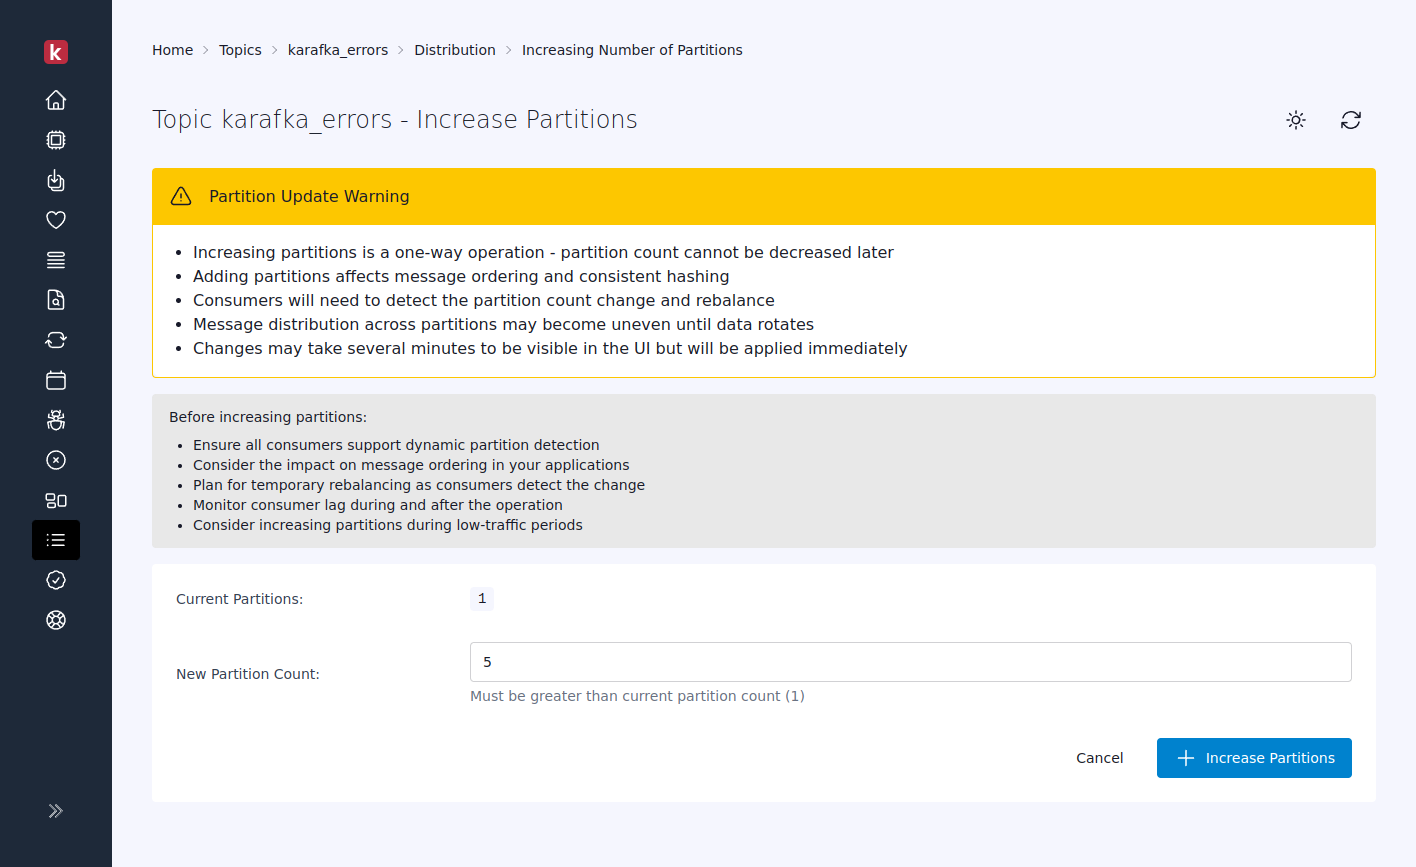 k
Home > Topics > karafka_errors > Distribution > Increasing Number of Partitions
Topic karafka_errors - Increase Partitions
Partition Update Warning
• Increasing partitions is a one-way operation - partition count cannot be decreased later
• Adding partitions affects message ordering and consistent hashing
• Consumers will need to detect the partition count change and rebalance
• Message distribution across partitions may become uneven until data rotates
• Changes may take several minutes to be visible in the UI but will be applied immediately
Before increasing partitions:
• Ensure all consumers support dynamic partition detection
• Consider the impact on message ordering in your applications
• Plan for temporary rebalancing as consumers detect the change
• Monitor consumer lag during and after the operation
• Consider increasing partitions during low-traffic periods
Current Partitions: 1
New Partition Count: 5
Must be greater than current partition count (1)
Cancel Increase Partitions